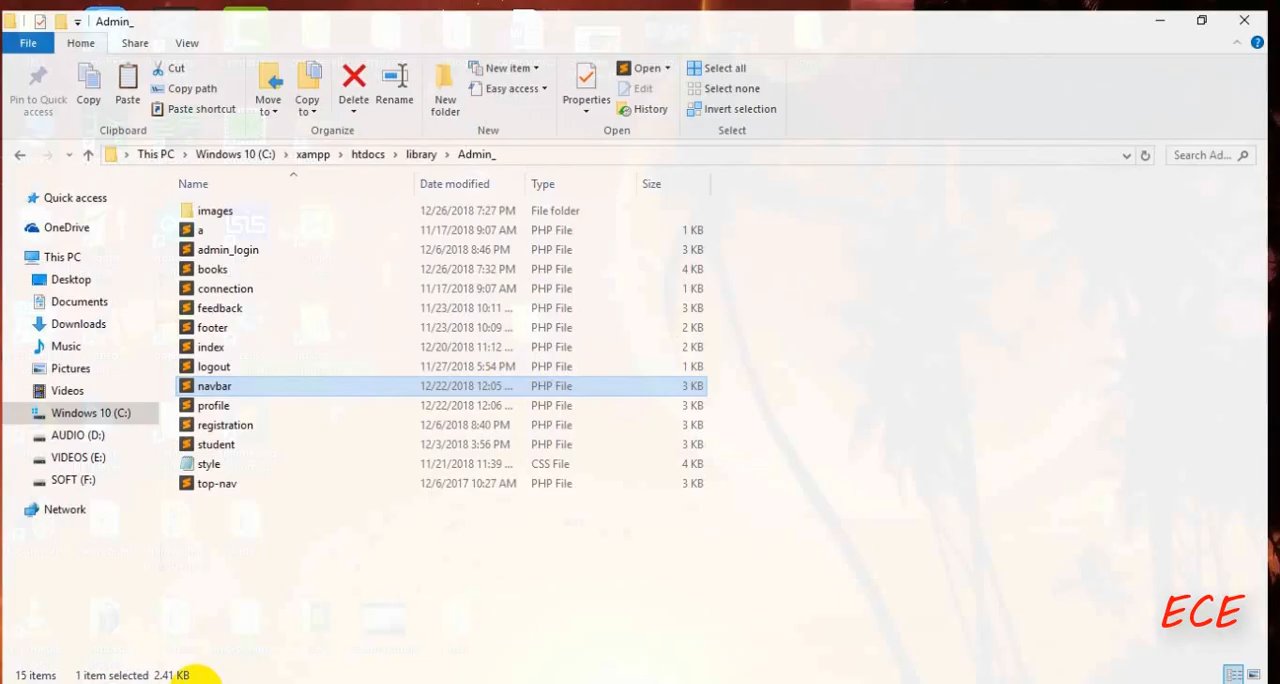 Admin_
File Home Share View
Pin to Quick access
Copy
Paste
Cut
Copy path
Paste shortcut
Clipboard
Move to
Copy to
Delete
Rename
Organize
New folder
New item
Easy access
New
Properties
Open
Edit
History
Open
Select all
Select none
Invert selection
Select
This PC Windows 10 (C:) xampp htdocs library Admin_
Search Ad...
Quick access
OneDrive
This PC
Desktop
Documents
Downloads
Music
Pictures
Videos
Windows 10 (C:)
AUDIO (D:)
VIDEOS (E:)
SOFT (F:)
Network
Name Date modified Type Size
images 12/26/2018 7:27 PM File folder
a 11/17/2018 9:07 AM PHP File 1 KB
admin_login 12/6/2018 8:46 PM PHP File 3 KB
books 12/26/2018 7:32 PM PHP File 4 KB
connection 11/17/2018 9:07 AM PHP File 1 KB
feedback 11/23/2018 10:11 ... PHP File 3 KB
footer 11/23/2018 10:09 ... PHP File 2 KB
index 12/20/2018 11:12 ... PHP File 2 KB
logout 11/27/2018 5:54 PM PHP File 1 KB
navbar 12/22/2018 12:05 ... PHP File 3 KB
profile 12/22/2018 12:06 ... PHP File 3 KB
registration 12/6/2018 8:40 PM PHP File 3 KB
student 12/3/2018 3:56 PM PHP File 3 KB
style 11/21/2018 11:39 ... CSS File 4 KB
top-nav 12/6/2017 10:27 AM PHP File 3 KB
ECE
15 items 1 item selected 2.41 KB